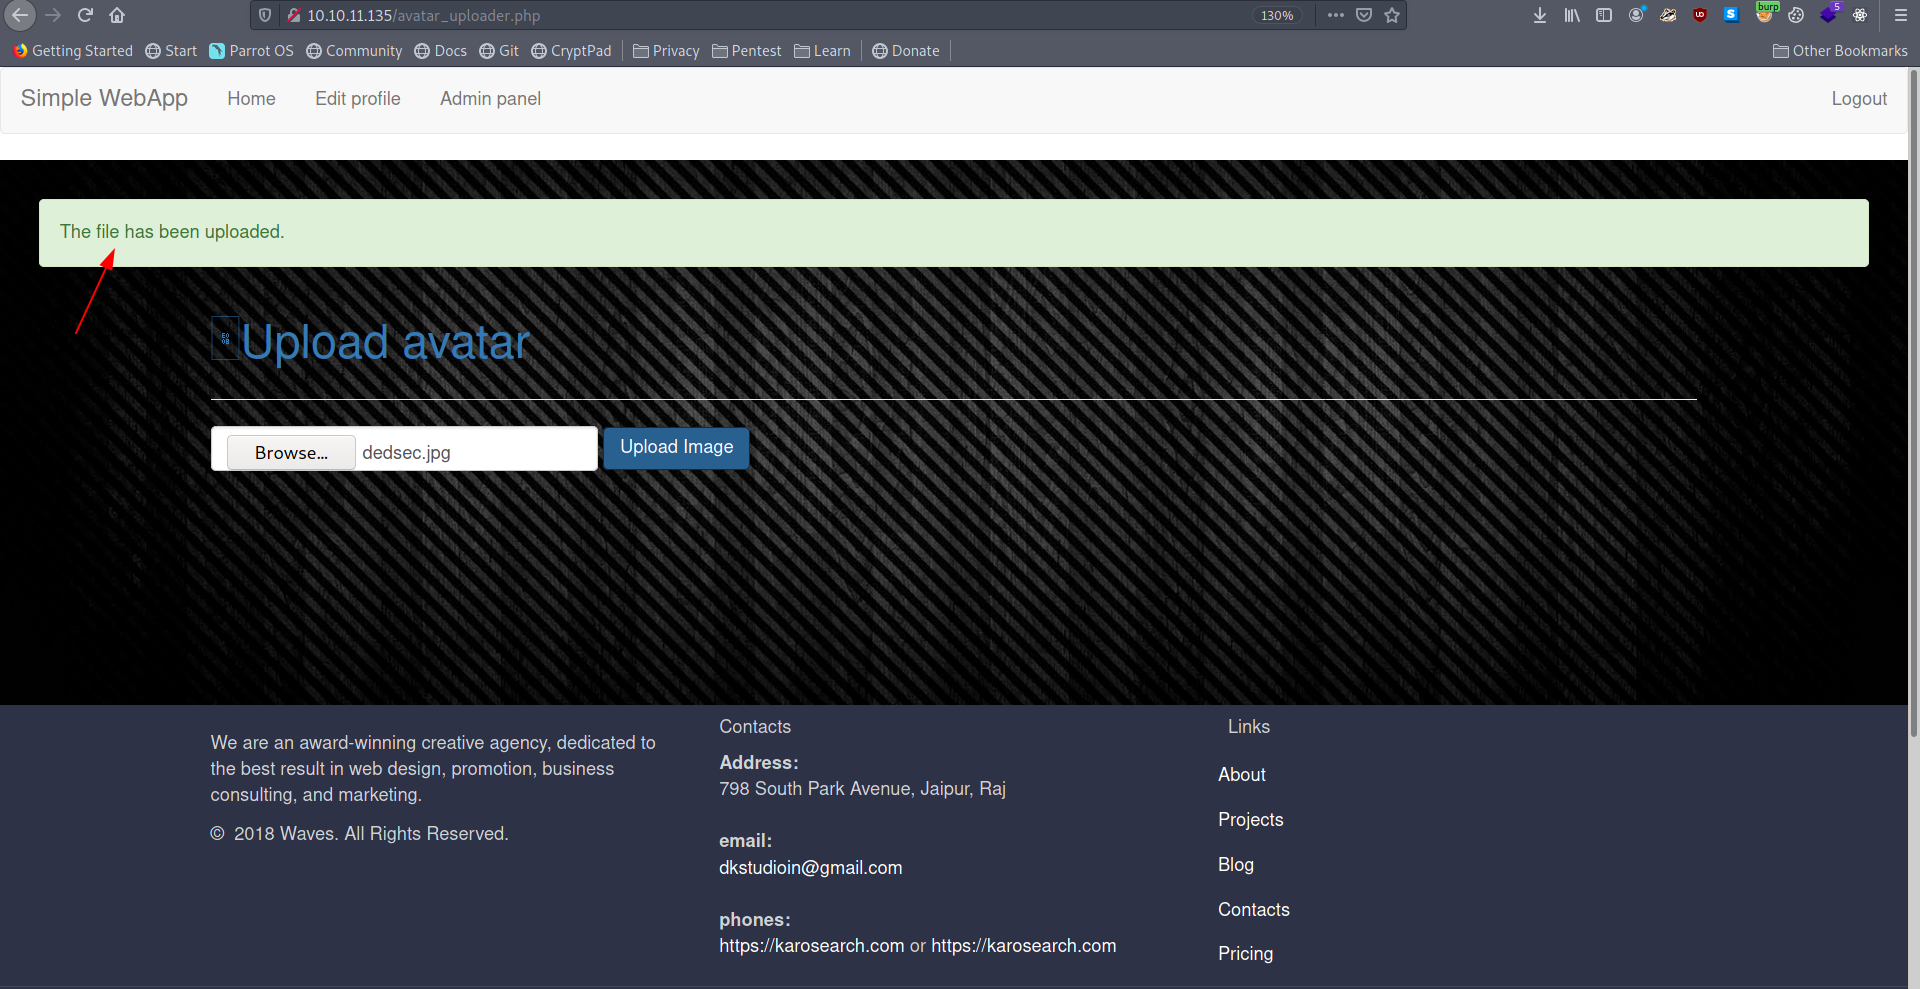 10.10.11.135/avatar_uploader.php
130%
burp
5
Getting Started
Start
Parrot OS
Community
Docs
Git
CryptPad
Privacy
Pentest
Learn
Donate
Other Bookmarks
Simple WebApp
Home
Edit profile
Admin panel
Logout
The file has been uploaded.
Upload avatar
Browse...
dedsec.jpg
Upload Image
We are an award-winning creative agency, dedicated to
the best result in web design, promotion, business
consulting, and marketing.
© 2018 Waves. All Rights Reserved.
Contacts
Address:
798 South Park Avenue, Jaipur, Raj
email:
dkstudioin@gmail.com
phones:
https://karosearch.com or https://karosearch.com
Links
About
Projects
Blog
Contacts
Pricing